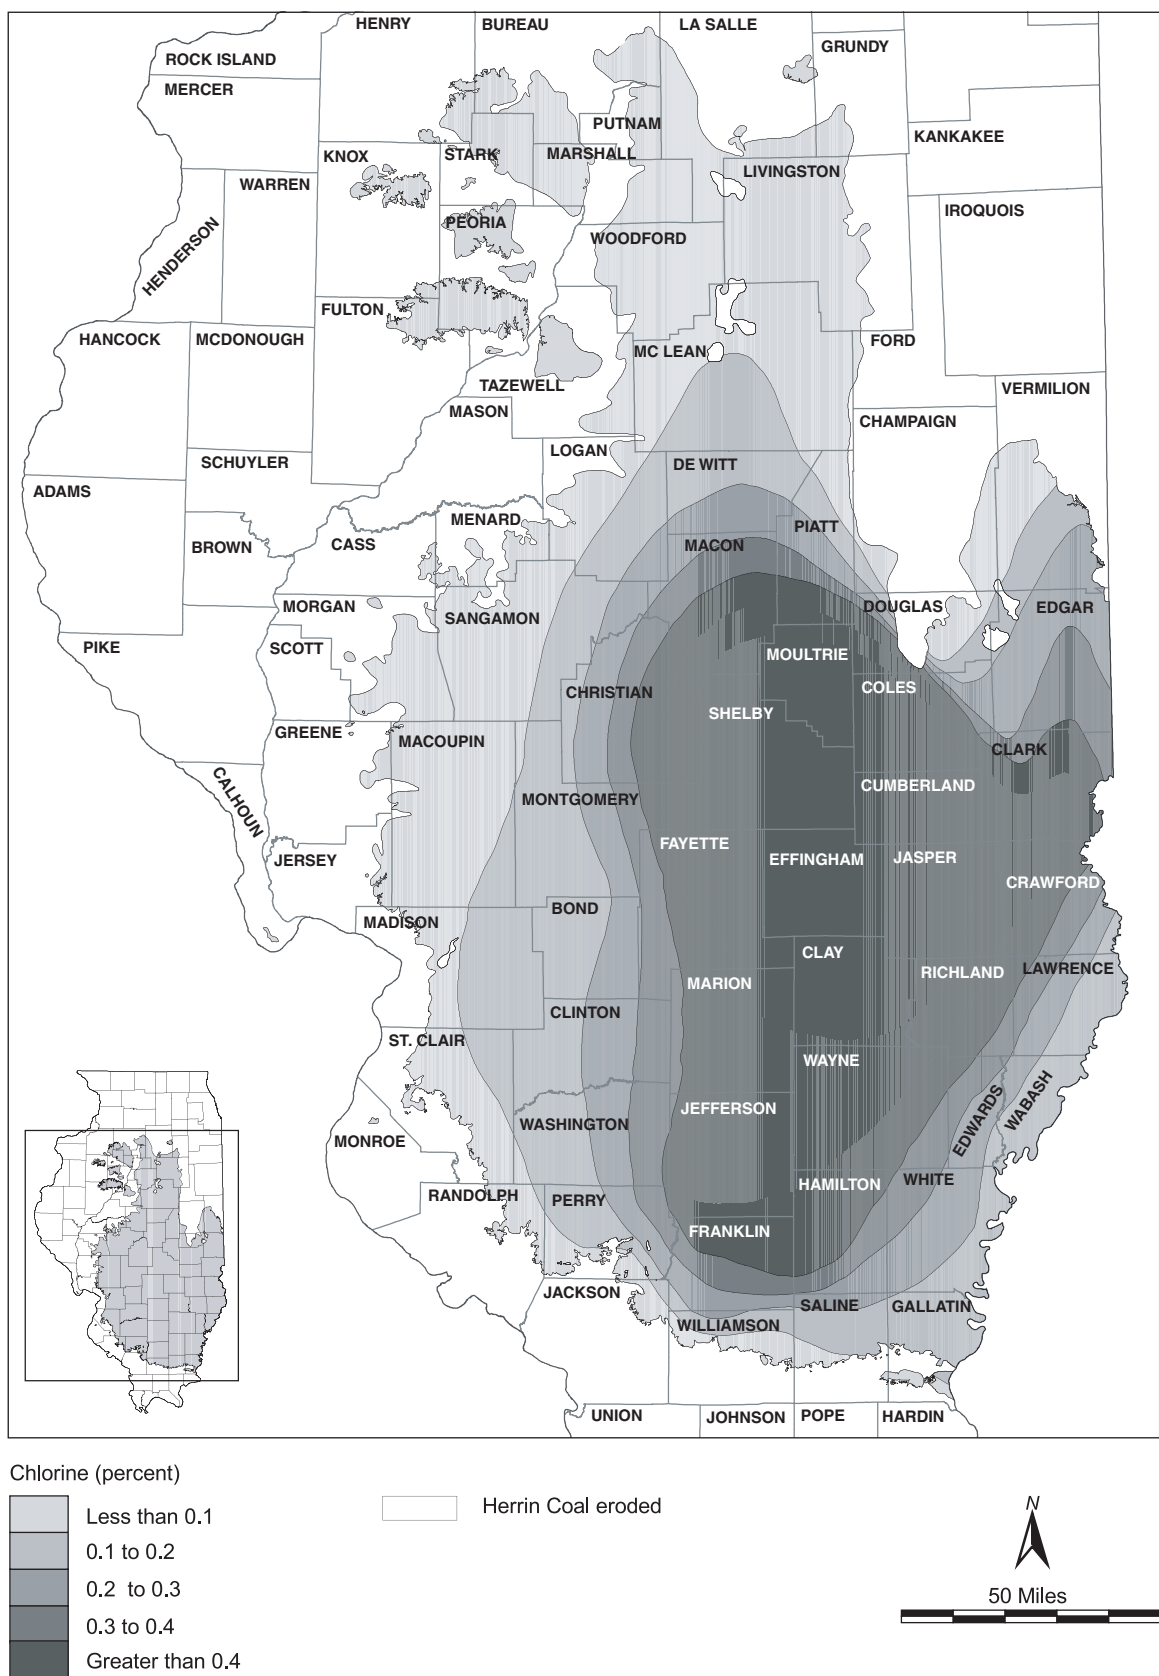 HENRY
BUREAU
LA SALLE
GRUNDY
ROCK ISLAND
MERCER
PUTNAM
KANKAKEE
KNOX
STARK
MARSHALL
LIVINGSTON
WARREN
IROQUOIS
HENDERSON
PEORIA
WOODFORD
FULTON
HANCOCK
MCDONOUGH
MC LEAN
FORD
TAZEWELL
VERMILION
MASON
CHAMPAIGN
LOGAN
SCHUYLER
DE WITT
ADAMS
MENARD
PIATT
BROWN
CASS
MACON
MORGAN
SANGAMON
DOUGLAS
EDGAR
PIKE
SCOTT
MOULTRIE
CHRISTIAN
COLES
SHELBY
GREENE
MACOUPIN
CLARK
CALHOUN
MONTGOMERY
CUMBERLAND
JERSEY
FAYETTE
EFFINGHAM
JASPER
CRAWFORD
MADISON
BOND
CLAY
RICHLAND
LAWRENCE
MARION
CLINTON
ST. CLAIR
WAYNE
JEFFERSON
EDWARDS
WABASH
WASHINGTON
MONROE
RANDOLPH
PERRY
HAMILTON
WHITE
FRANKLIN
JACKSON
SALINE
GALLATIN
WILLIAMSON
UNION
JOHNSON
POPE
HARDIN
Chlorine (percent)
Less than 0.1
0.1 to 0.2
0.2 to 0.3
0.3 to 0.4
Greater than 0.4
Herrin Coal eroded
N
50 Miles